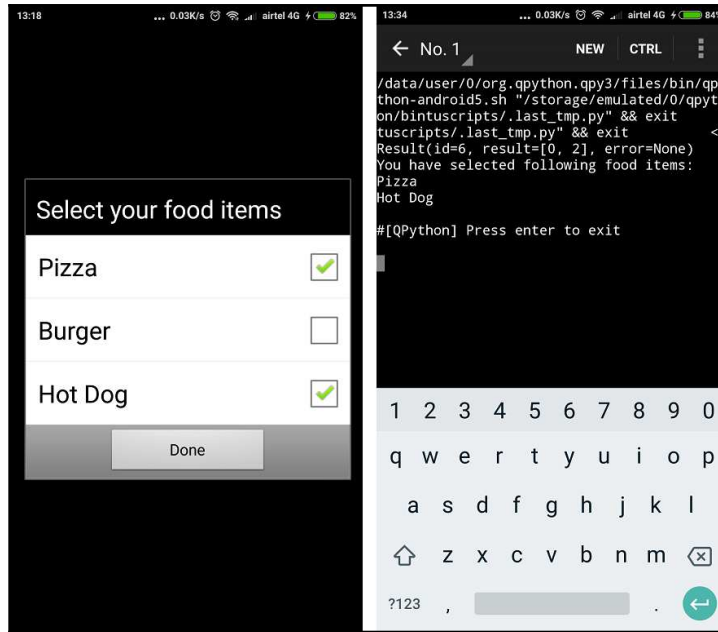 13:18 ... 0.03K/s airtel 4G 82%
Select your food items
Pizza
Burger
Hot Dog
Done
13:34 ... 0.03K/s airtel 4G 84%
No. 1 NEW CTRL
/data/user/0/org.qpython.qpy3/files/bin/qp
thon-android5.sh "/storage/emulated/0/qpyt
on/bintuscripts/.last_tmp.py" && exit
tuscripts/.last_tmp.py" && exit <
Result(id=6, result=[0, 2], error=None)
You have selected following food items:
Pizza
Hot Dog
#[QPython] Press enter to exit
1 2 3 4 5 6 7 8 9 0
q w e r t y u i o p
a s d f g h j k l
z x c v b n m
?123 , .